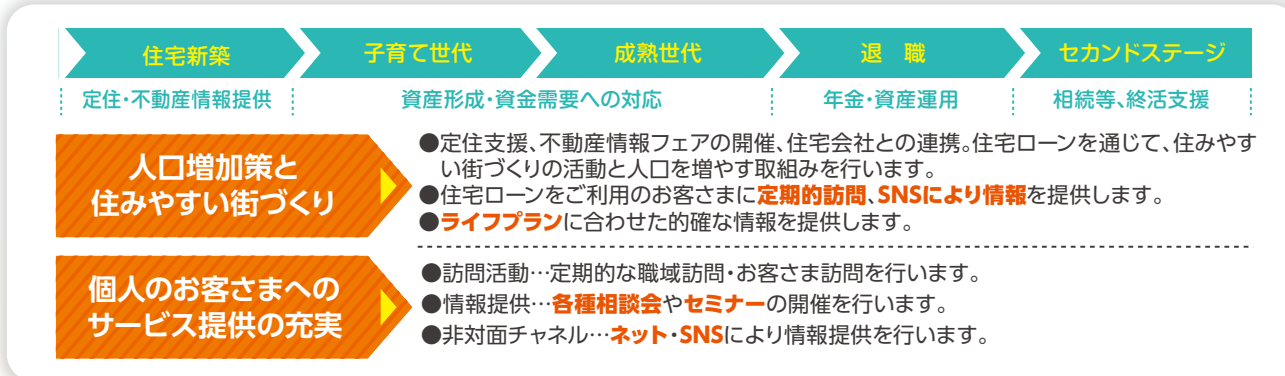 住宅新築 子育て世代 成熟世代 退 職 セカンドステージ
定住・不動産情報提供 資産形成・資金需要への対応 年金・資産運用 相続等、終活支援
人口増加策と
住みやすい街づくり
●定住支援、不動産情報フェアの開催、住宅会社との連携。住宅ローンを通じて、住みやす
い街づくりの活動と人口を増やす取組みを行います。
●住宅ローンをご利用のお客さまに定期的訪問、SNSにより情報を提供します。
●ライフプランに合わせた的確な情報を提供します。
個人のお客さまへの
サービス提供の充実
●訪問活動…定期的な職域訪問・お客さま訪問を行います。
●情報提供…各種相談会やセミナーの開催を行います。
●非対面チャネル…ネット・SNSにより情報提供を行います。